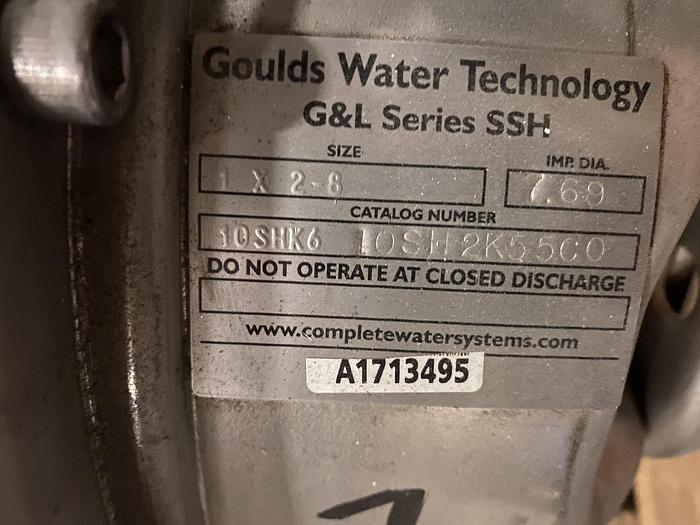 Goulds Water Technology
G&L Series SSH
SIZE IMP. DIA.
1 X 2-8 7.69
CATALOG NUMBER
10SHK6 10SH2K55C0
DO NOT OPERATE AT CLOSED DISCHARGE
www.completewatersystems.com
A1713495